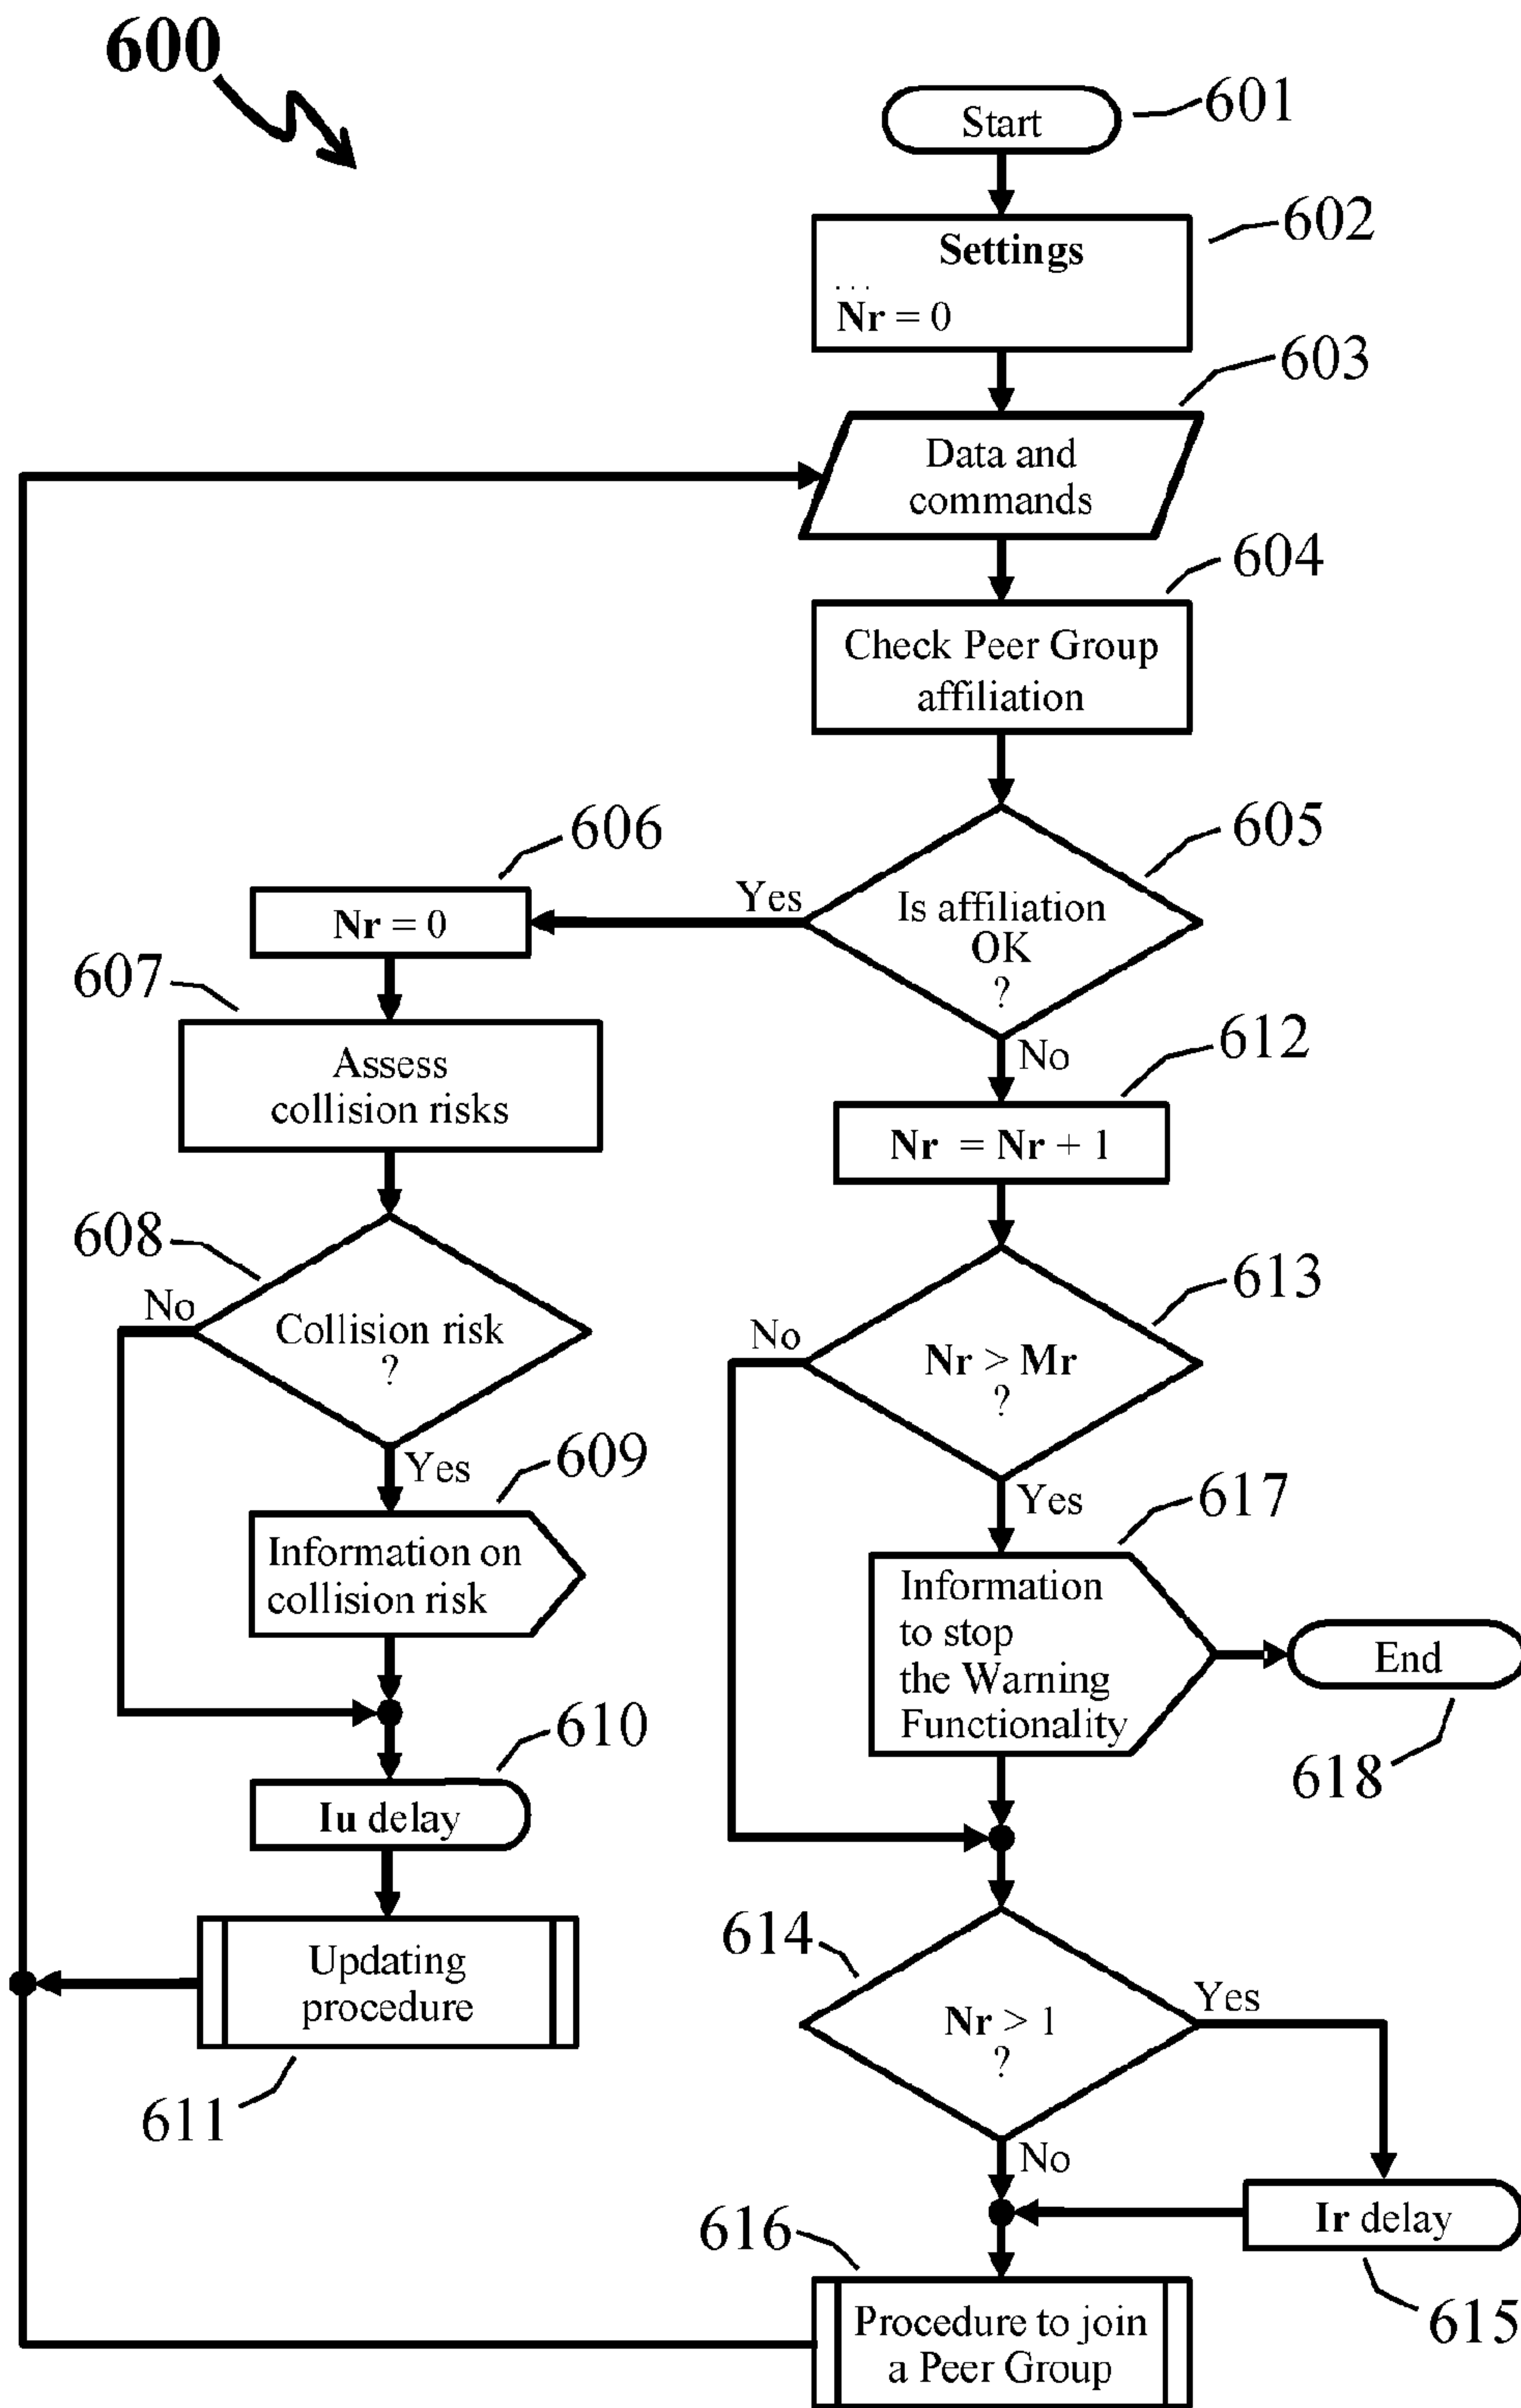 600
Start
601
Settings
...
Nr = 0
602
Data and
commands
603
Check Peer Group
affiliation
604
Is affiliation
OK
?
605
Yes
No
Nr = 0
606
Assess
collision risks
607
Collision risk
?
608
No
Yes
Information on
collision risk
609
Iu delay
610
Updating
procedure
611
Nr = Nr + 1
612
Nr > Mr
?
613
No
Yes
Information
to stop
the Warning
Functionality
617
End
618
Nr > 1
?
614
Yes
No
Ir delay
615
Procedure to join
a Peer Group
616